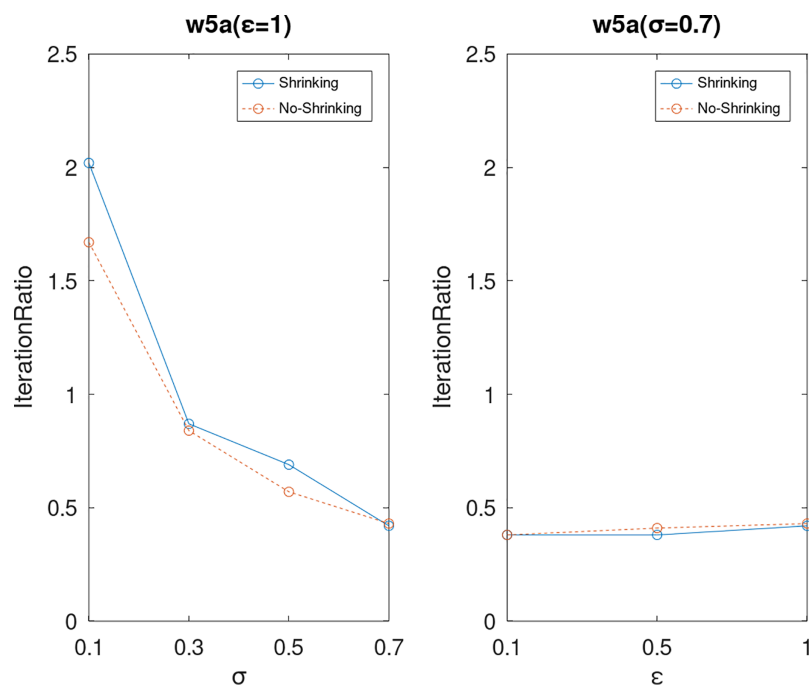 w5a(ε=1)
2.5
2
1.5
1
0.5
0
IterationRatio
Shrinking
No-Shrinking
0.1 0.3 0.5 0.7
σ
w5a(σ=0.7)
2.5
2
1.5
1
0.5
0
IterationRatio
Shrinking
No-Shrinking
0.1 0.5 1
ε